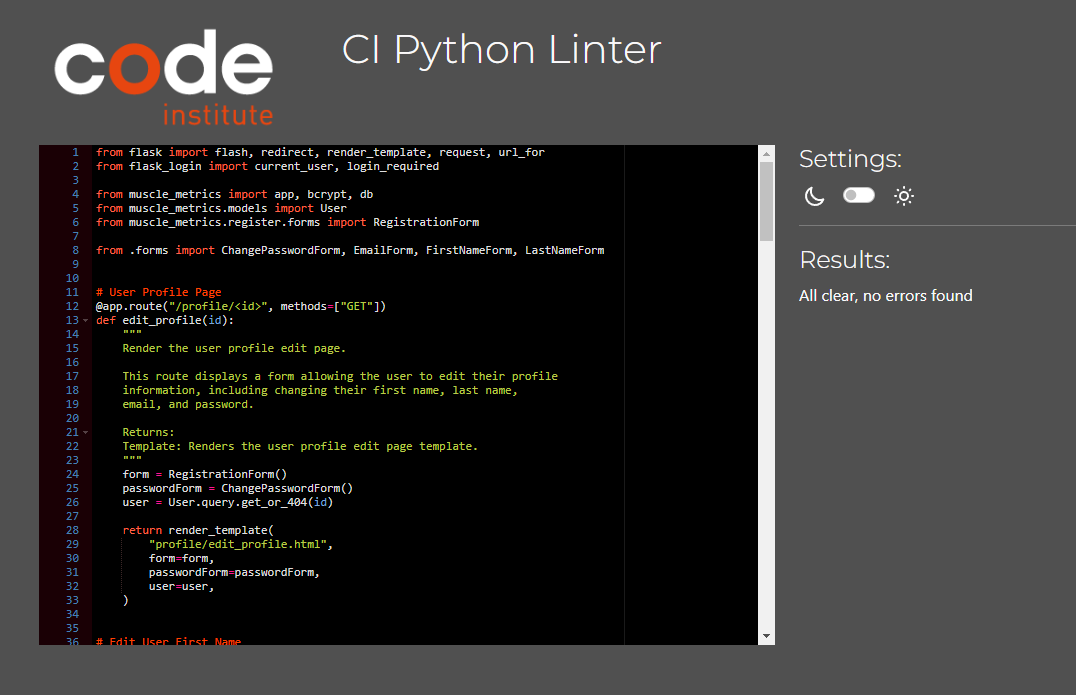 code
institute
CI Python Linter
1 from flask import flash, redirect, render_template, request, url_for
2 from flask_login import current_user, login_required
3
4 from muscle_metrics import app, bcrypt, db
5 from muscle_metrics.models import User
6 from muscle_metrics.register.forms import RegistrationForm
7
8 from .forms import ChangePasswordForm, EmailForm, FirstNameForm, LastNameForm
9
10
11 # User Profile Page
12 @app.route("/profile/<id>", methods=["GET"])
13 def edit_profile(id):
14     """
15     Render the user profile edit page.
16
17     This route displays a form allowing the user to edit their profile
18     information, including changing their first name, last name,
19     email, and password.
20
21     Returns:
22     Template: Renders the user profile edit page template.
23     """
24     form = RegistrationForm()
25     passwordForm = ChangePasswordForm()
26     user = User.query.get_or_404(id)
27
28     return render_template(
29         "profile/edit_profile.html",
30         form=form,
31         passwordForm=passwordForm,
32         user=user,
33     )
34
35
36 # Edit User First Name
Settings:
Results:
All clear, no errors found